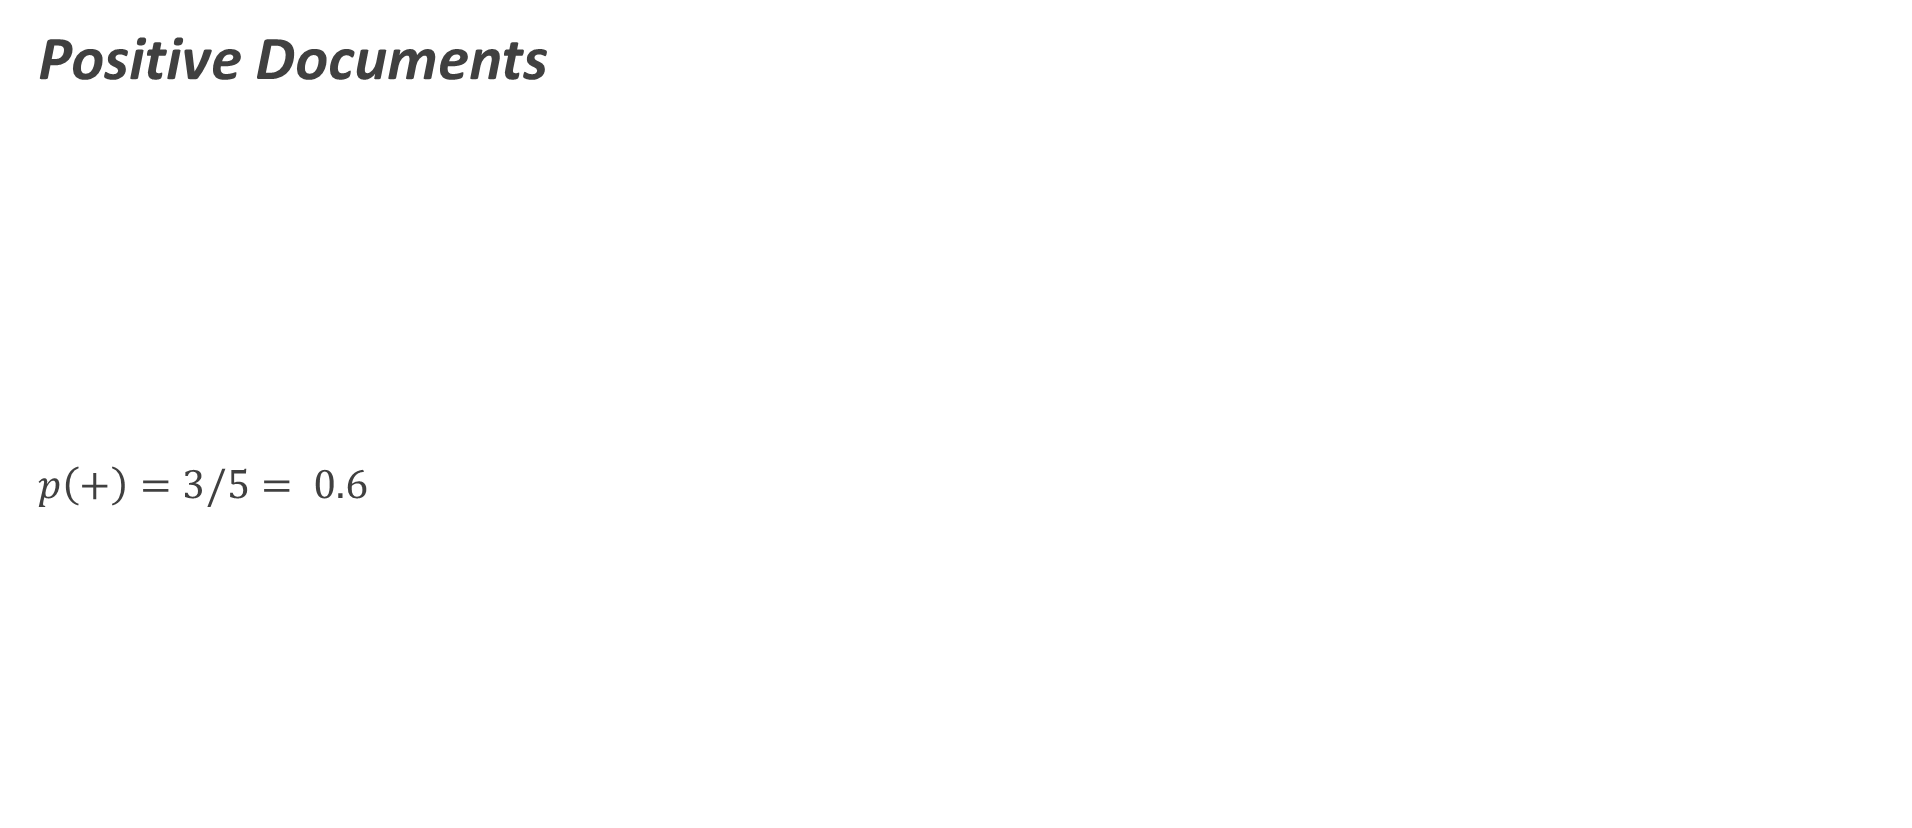 Positive Documents
p(+) = 3/5 = 0.6